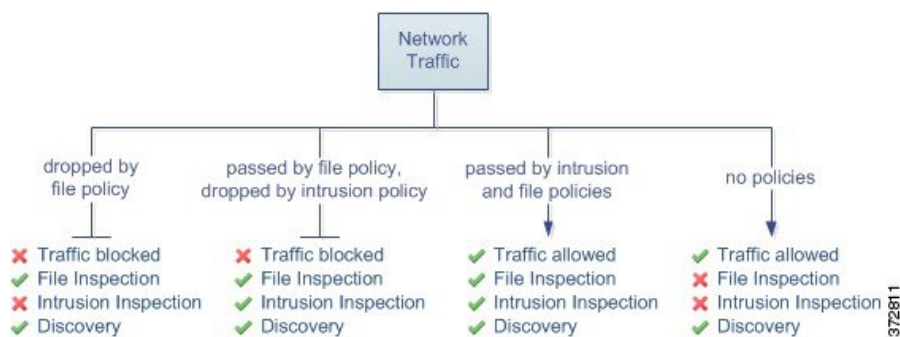 Network
Traffic
dropped by
file policy
passed by file policy,
dropped by intrusion policy
passed by intrusion
and file policies
no policies
Traffic blocked
File Inspection
Intrusion Inspection
Discovery
Traffic blocked
File Inspection
Intrusion Inspection
Discovery
Traffic allowed
File Inspection
Intrusion Inspection
Discovery
Traffic allowed
File Inspection
Intrusion Inspection
Discovery
372811